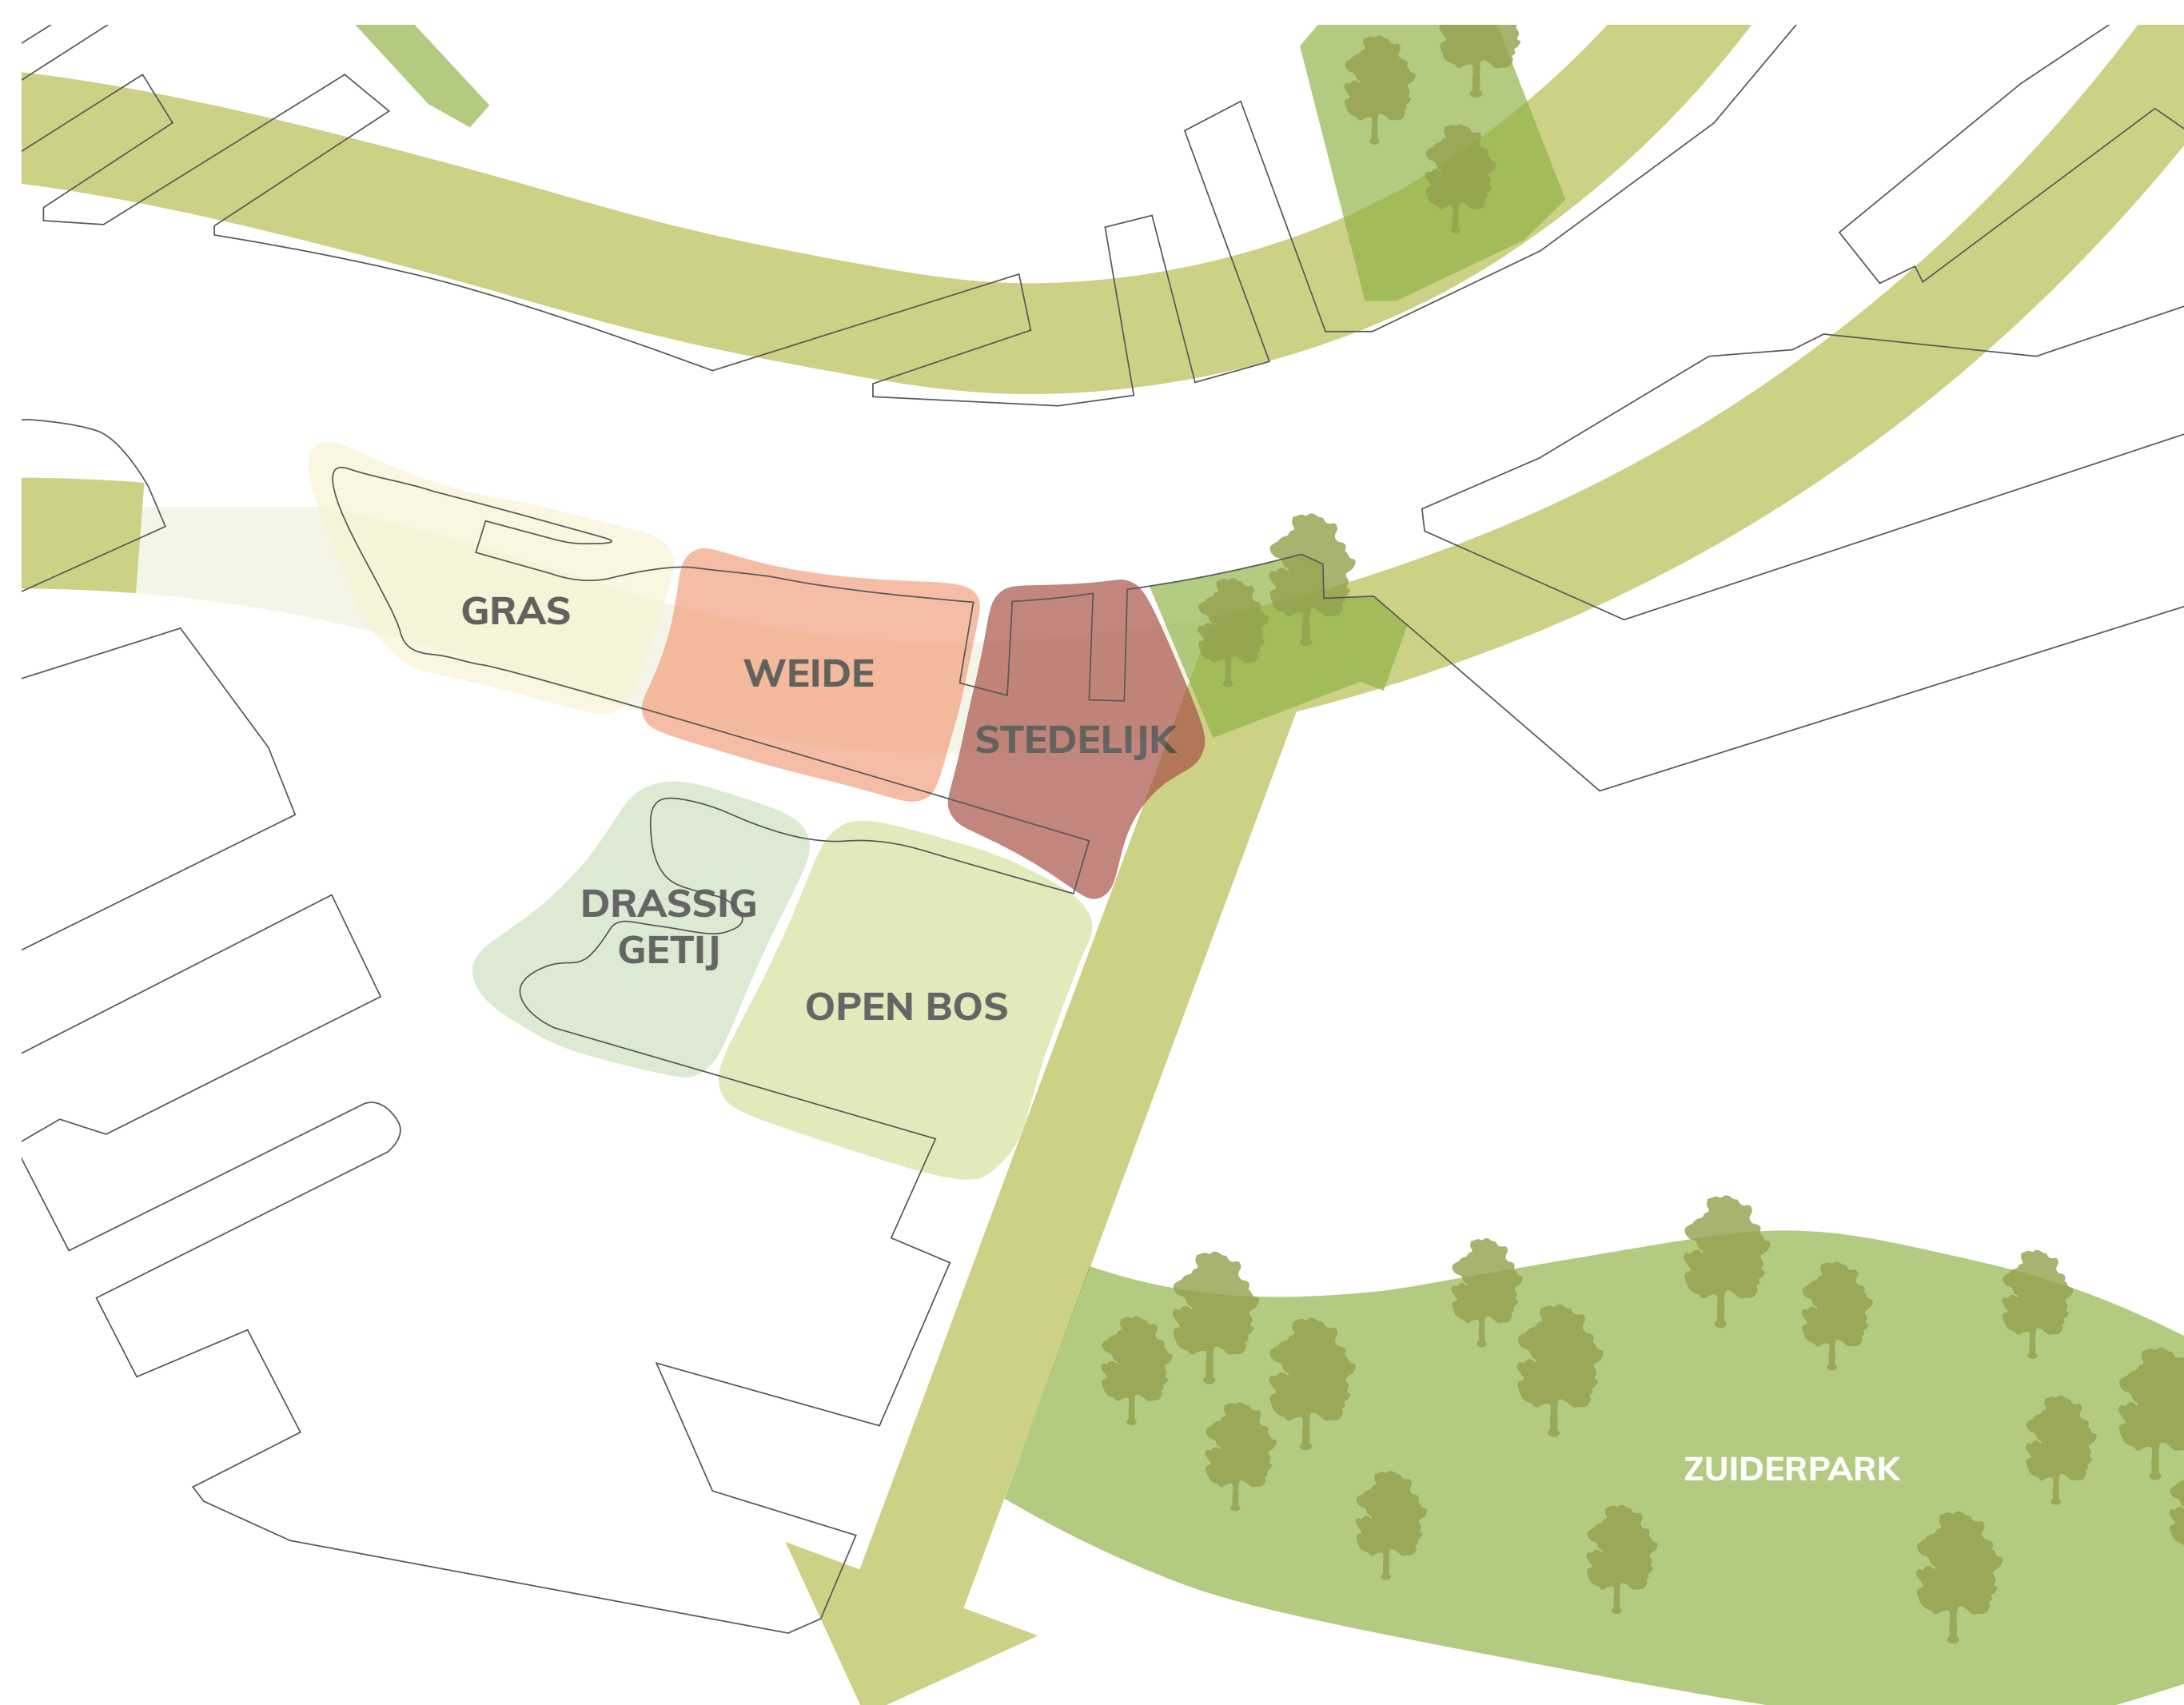 GRAS
WEIDE
STEDELIJK
DRASSIG
GETIJ
OPEN BOS
ZUIDERPARK